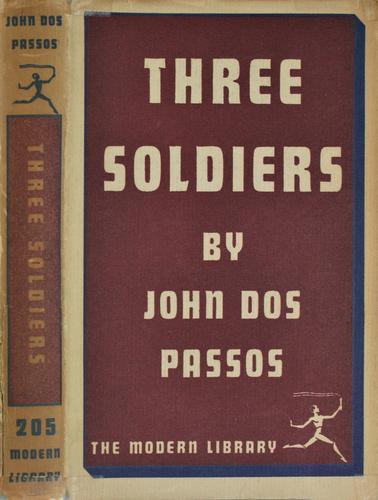 JOHN DOS
PASSOS
THREE SOLDIERS
205
MODERN
LIBRARY
THREE
SOLDIERS
BY
JOHN DOS
PASSOS
THE MODERN LIBRARY